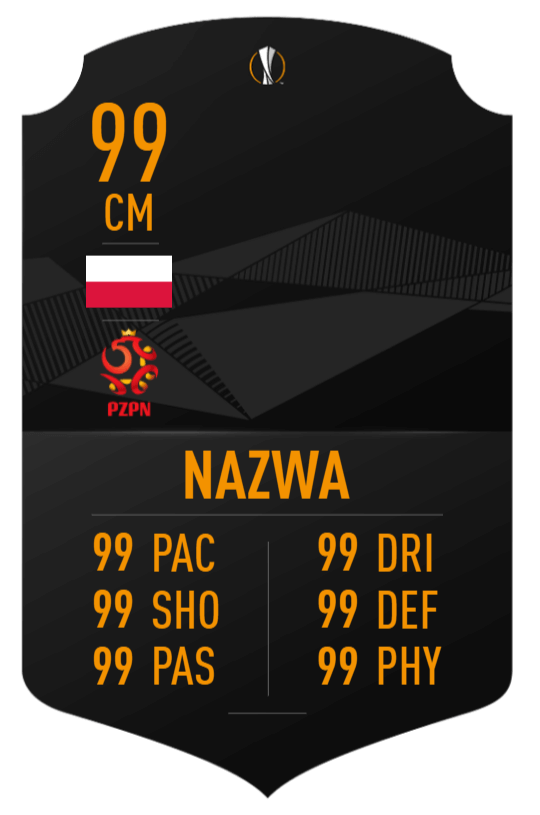 99
CM
PZPN
NAZWA
99 PAC 99 DRI
99 SHO 99 DEF
99 PAS 99 PHY